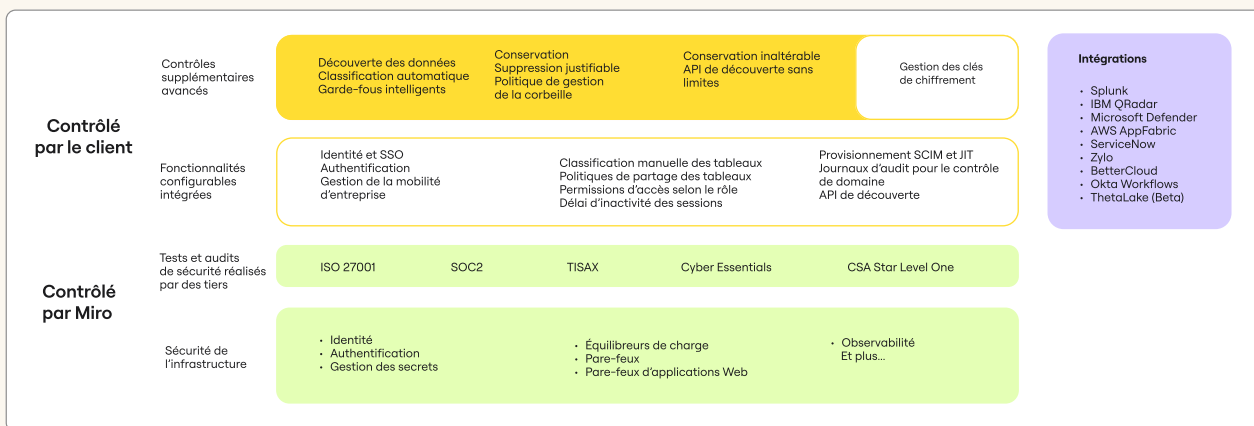 Contrôlé
par le client
Contrôles
supplémentaires
avancés
Découverte des données
Classification automatique
Garde-fous intelligents
Conservation
Suppression justifiable
Politique de gestion
de la corbeille
Conservation inaltérable
API de découverte sans
limites
Gestion des clés
de chiffrement
Fonctionnalités
configurables
intégrées
Identité et SSO
Authentification
Gestion de la mobilité
d'entreprise
Classification manuelle des tableaux
Politiques de partage des tableaux
Permissions d'accès selon le rôle
Délai d'inactivité des sessions
Provisionnement SCIM et JIT
Journaux d'audit pour le contrôle
de domaine
API de découverte
Intégrations
• Splunk
• IBM QRadar
• Microsoft Defender
• AWS AppFabric
• ServiceNow
• Zylo
• BetterCloud
• Okta Workflows
• ThetaLake (Beta)
Contrôlé
par Miro
Tests et audits
de sécurité réalisés
par des tiers
ISO 27001
SOC2
TISAX
Cyber Essentials
CSA Star Level One
Sécurité de
l'infrastructure
• Identité
• Authentification
• Gestion des secrets
• Équilibreurs de charge
• Pare-feux
• Pare-feux d'applications Web
• Observabilité
Et plus...